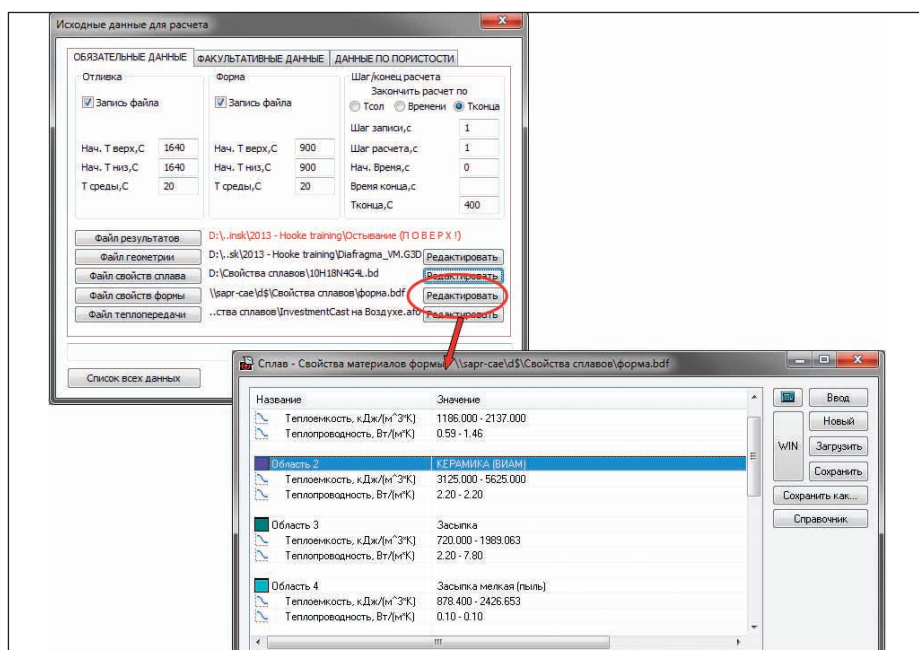 Исходные данные для расчета
ОБЯЗАТЕЛЬНЫЕ ДАННЫЕ ФАКУЛЬТАТИВНЫЕ ДАННЫЕ ДАННЫЕ ПО ПОРИСТОСТИ
Отливка Форма Шаг/конец расчета
Закончить расчет по
Запись файла Запись файла Тсол Времени Тконца
Шаг записи,с 1
Нач. Т верх,С 1640 Нач. Т верх,С 900 Шаг расчета,с 1
Нач. Т низ,С 1640 Нач. Т низ,С 900 Нач. Время,с 0
Т среды,С 20 Т среды,С 20 Время конца,с
Тконца,С 400
Файл результатов D:\..insk\2013 - Hooke training\Остывание (П О В Е Р Х !)
Файл геометрии D:\..sk\2013 - Hooke training\Diafragma_VM.G3D Редактировать
Файл свойств сплава D:\Свойства сплавов\10H18N4G4L.bd Редактировать
Файл свойств формы \\sapr-cae\d$\Свойства сплавов\форма.bdf Редактировать
Файл теплопередачи ..ства сплавов\InvestmentCast на Воздухе.afo Редактировать
Список всех данных
Сплав - Свойства материалов формы \\sapr-cae\d$\Свойства сплавов\форма.bdf
Название Значение Ввод
Теплоемкость, кДж/(м^3*К) 1186.000 - 2137.000 Новый
Теплопроводность, Вт/(м*К) 0.59 - 1.46
WIN Загрузить
Область 2 КЕРАМИКА (ВИАМ) Сохранить
Теплоемкость, кДж/(м^3*К) 3125.000 - 5625.000
Теплопроводность, Вт/(м*К) 2.20 - 2.20 Сохранить как...
Справочник
Область 3 Засыпка
Теплоемкость, кДж/(м^3*К) 720.000 - 1989.063
Теплопроводность, Вт/(м*К) 2.20 - 7.80
Область 4 Засыпка мелкая (пыль)
Теплоемкость, кДж/(м^3*К) 878.400 - 2426.653
Теплопроводность, Вт/(м*К) 0.10 - 0.10